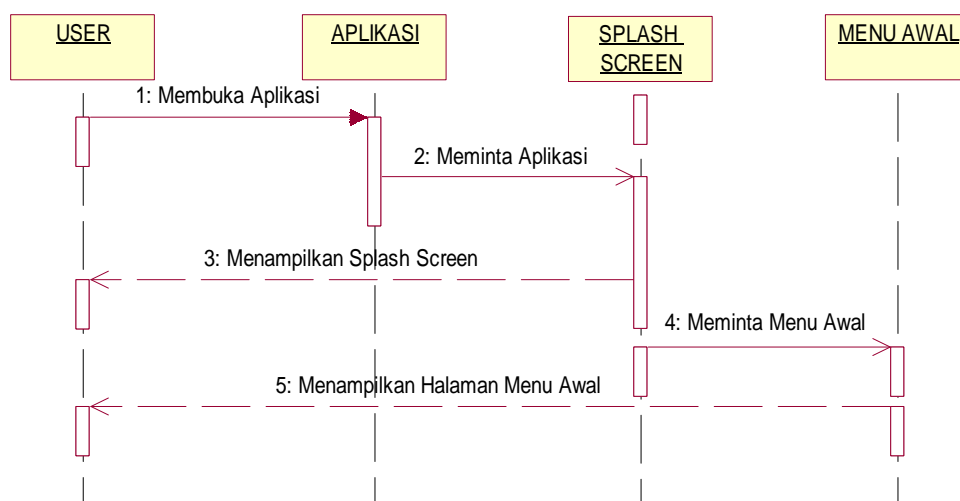 USER
APLIKASI
SPLASH
SCREEN
MENU AWAL
1: Membuka Aplikasi
2: Meminta Aplikasi
3: Menampilkan Splash Screen
4: Meminta Menu Awal
5: Menampilkan Halaman Menu Awal